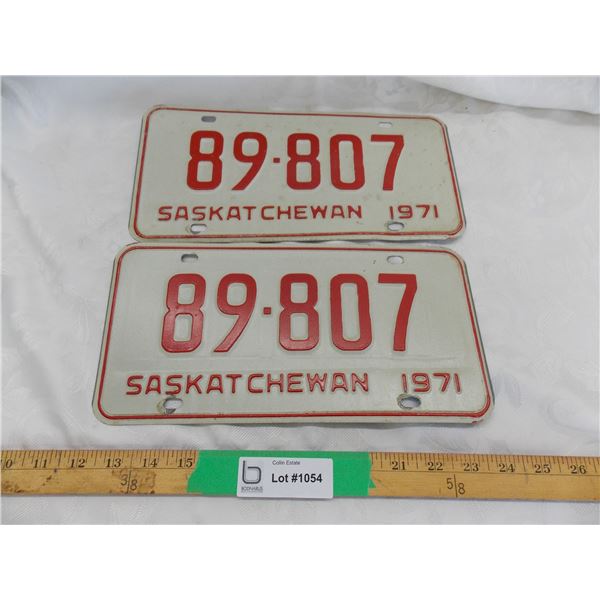 89-807
SASKATCHEWAN 1971
89-807
SASKATCHEWAN 1971
10 11 12 13 14 15 21 22 23 24 25 26
3/8 5/8
Colin Estate
Lot #1054